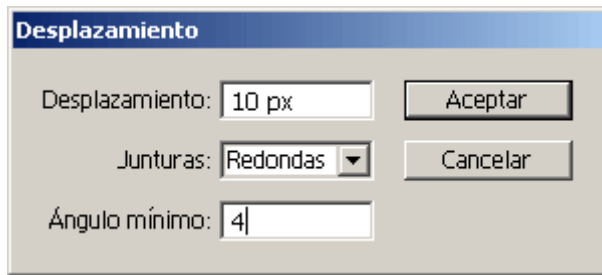 Desplazamiento
Desplazamiento: 10 px Aceptar
Junturas: Redondas Cancelar
Ángulo mínimo: 4